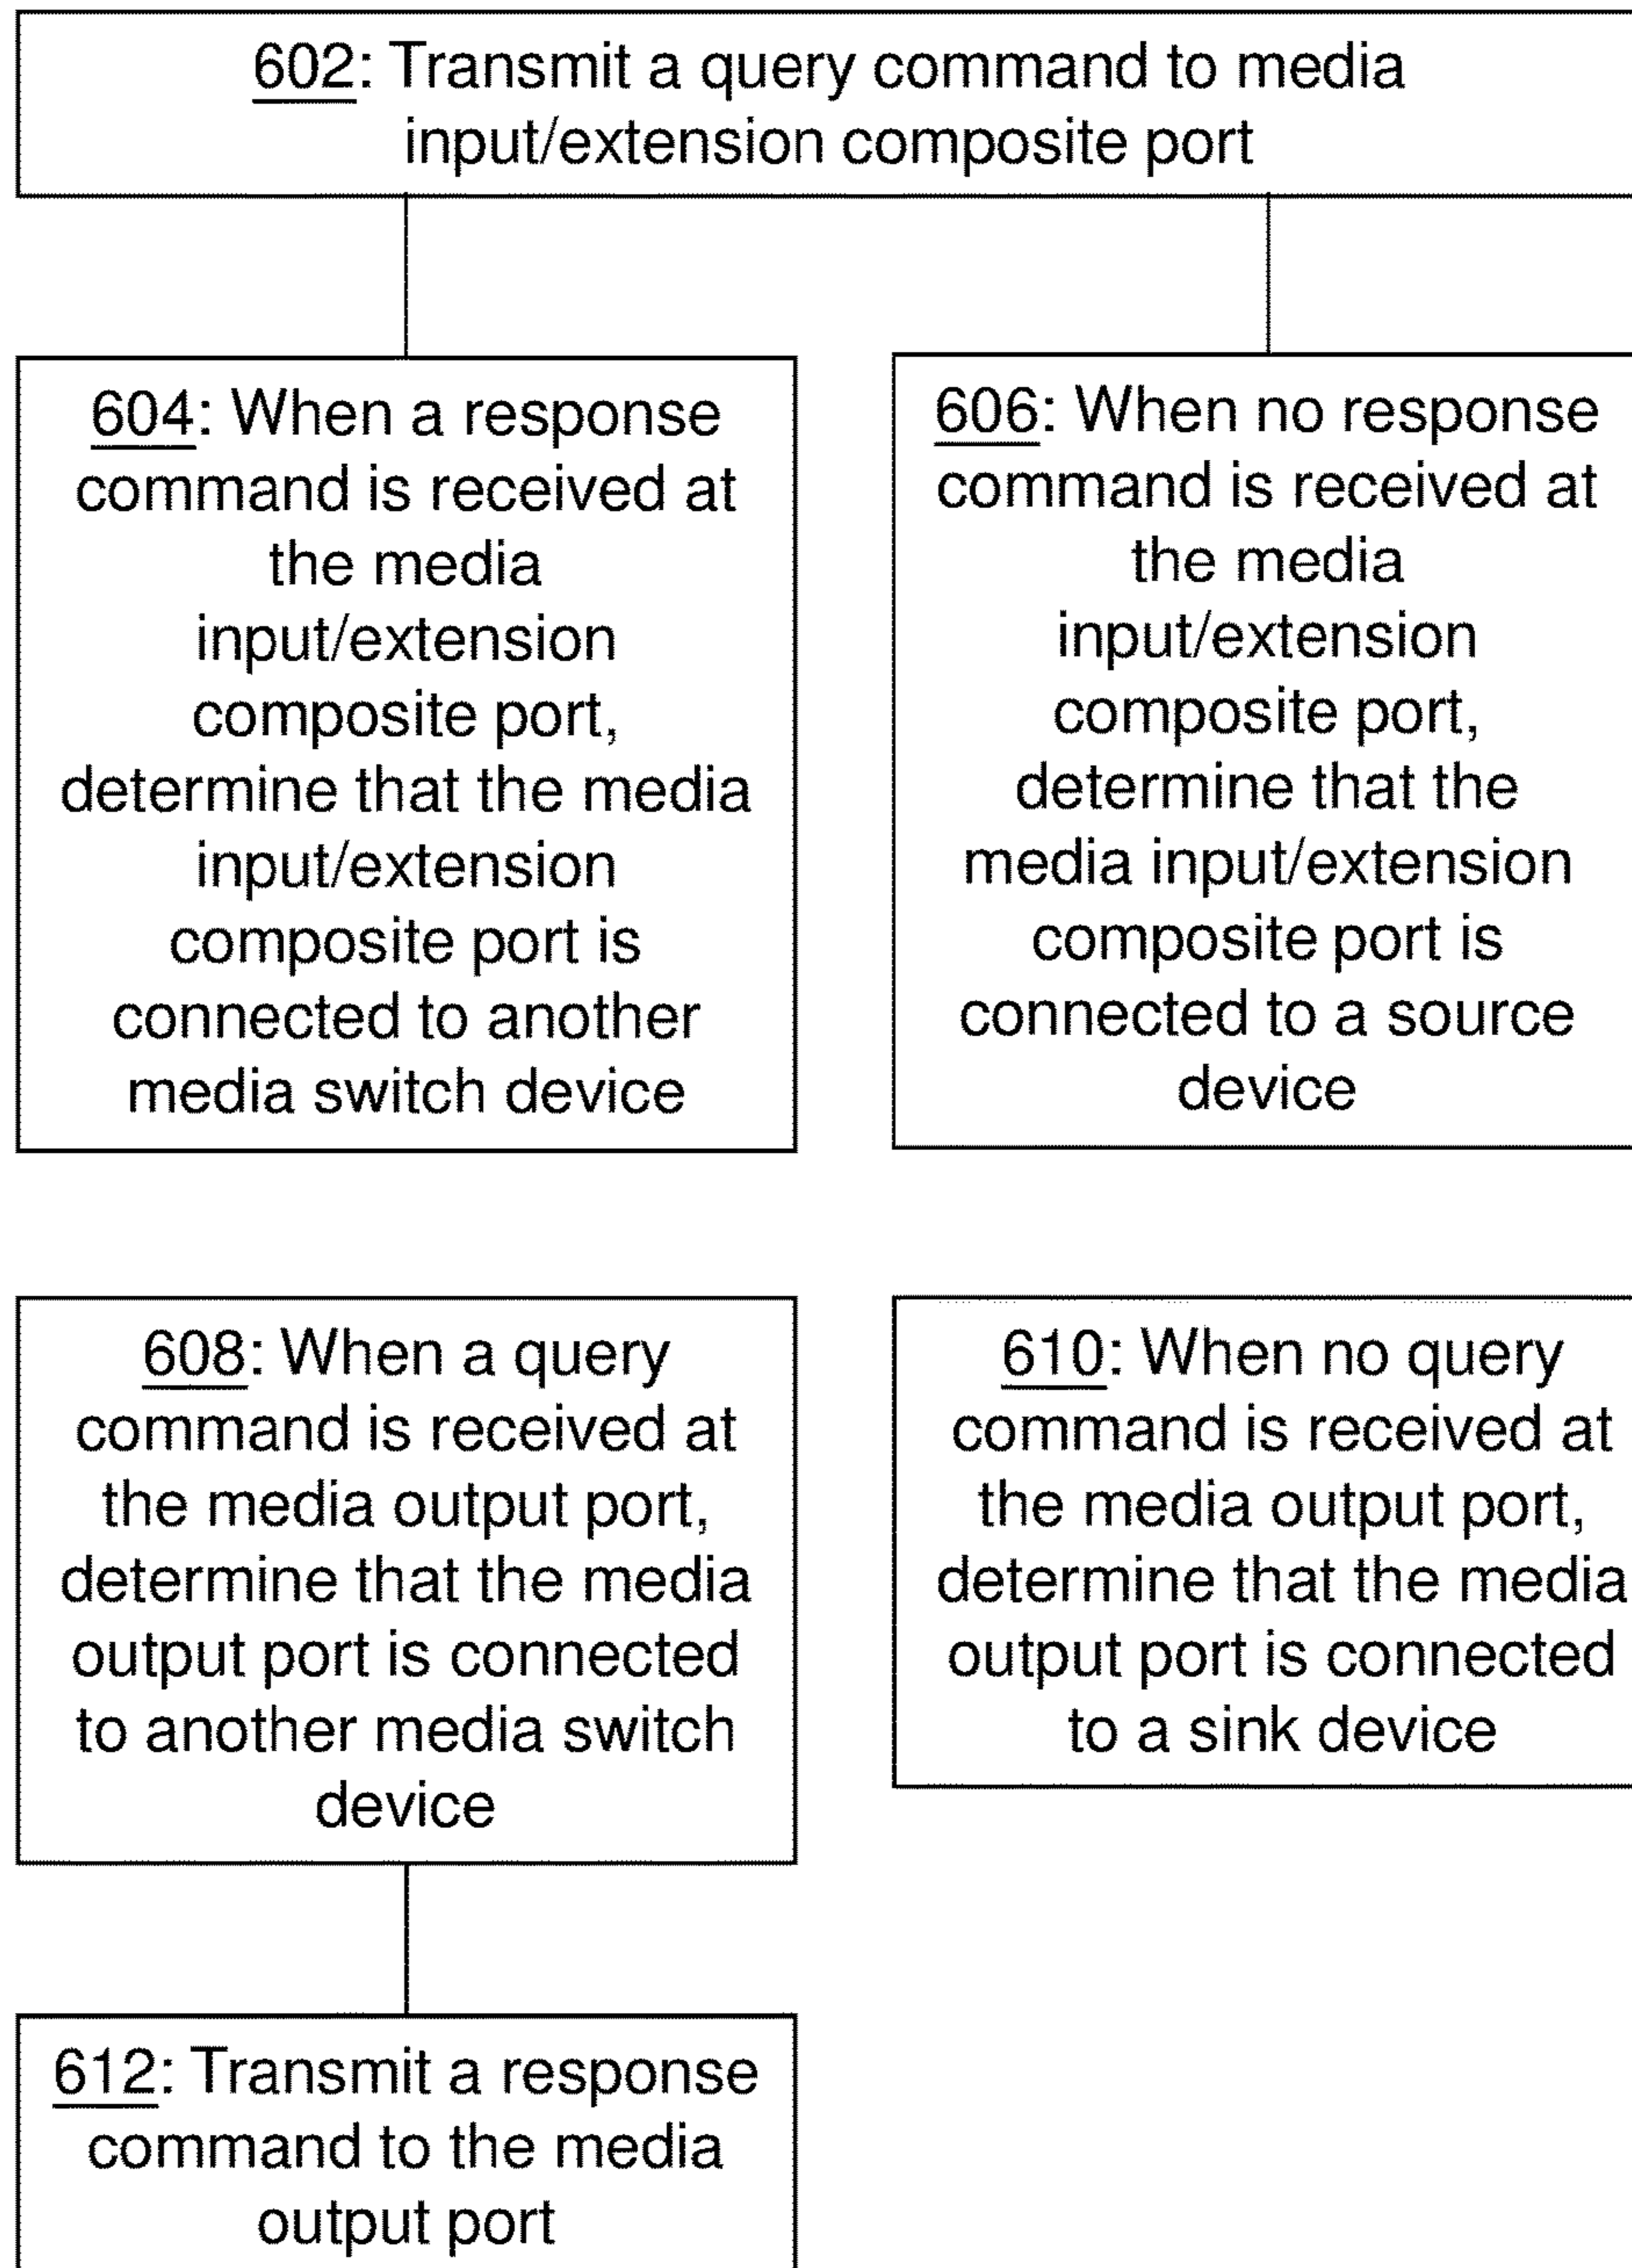 602: Transmit a query command to media
input/extension composite port
604: When a response
command is received at
the media
input/extension
composite port,
determine that the media
input/extension
composite port is
connected to another
media switch device
606: When no response
command is received at
the media
input/extension
composite port,
determine that the
media input/extension
composite port is
connected to a source
device
608: When a query
command is received at
the media output port,
determine that the media
output port is connected
to another media switch
device
610: When no query
command is received at
the media output port,
determine that the media
output port is connected
to a sink device
612: Transmit a response
command to the media
output port